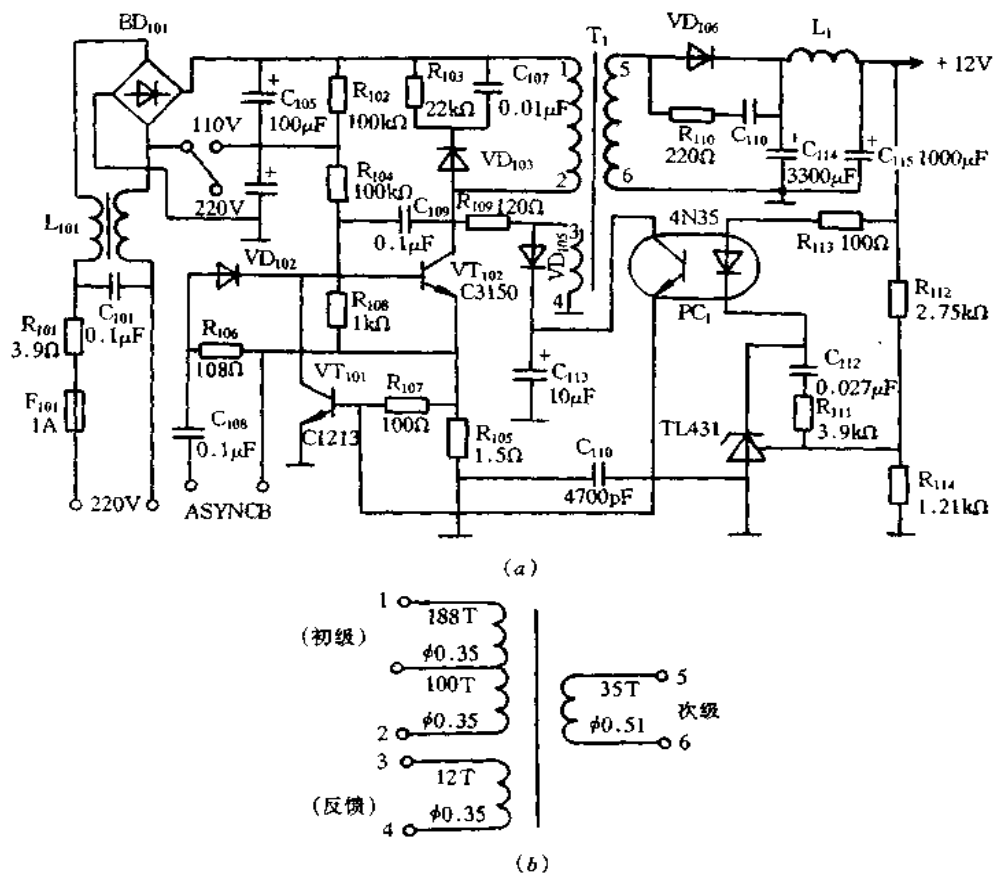 BD₁₀₁
110V
220V
L₁₀₁
C₁₀₁
0.1μF
R₁₀₁
3.9Ω
F₁₀₁
1A
220V
C₁₀₅
100μF
R₁₀₂
100kΩ
R₁₀₄
100kΩ
R₁₀₃
22kΩ
C₁₀₇
0.01μF
VD₁₀₃
C₁₀₉
0.1μF
R₁₀₉
120Ω
VD₁₀₂
R₁₀₆
108Ω
C₁₀₈
0.1μF
ASYNCB
VT₁₀₂
C3150
R₁₀₈
1kΩ
VT₁₀₁
C1213
R₁₀₇
100Ω
R₁₀₅
1.5Ω
VD₁₀₅
C₁₁₃
10μF
C₁₁₀
4700pF
T₁
1
2
3
4
5
6
VD₁₀₆
L₁
+12V
R₁₁₀
220Ω
C₁₁₀
C₁₁₄
3300μF
C₁₁₅
1000μF
4N35
PC₁
R₁₁₃
100Ω
R₁₁₂
2.75kΩ
C₁₁₂
0.027μF
R₁₁₁
3.9kΩ
TL431
R₁₁₄
1.21kΩ
(a)
1
188T
(初级)
φ0.35
100T
2
φ0.35
3
12T
(反馈)
φ0.35
4
35T
5
次级
φ0.51
6
(b)